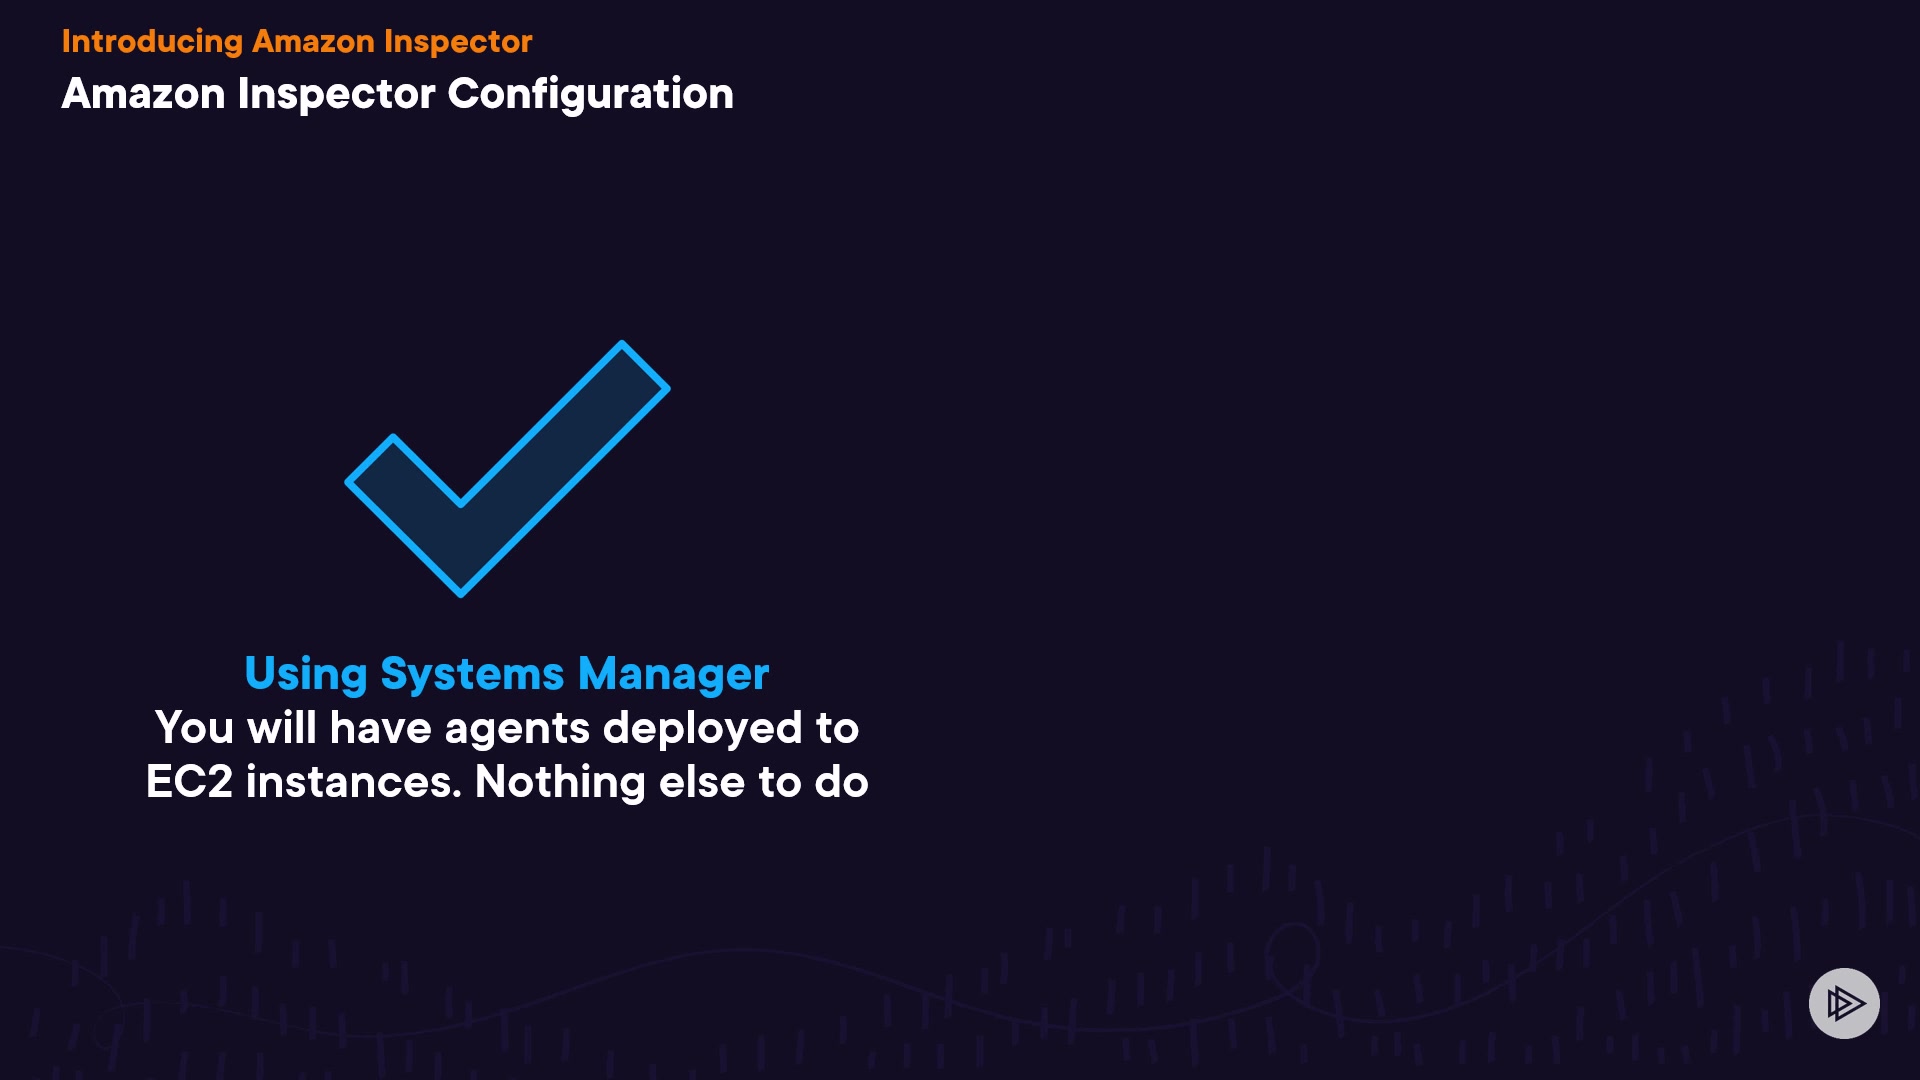 Introducing Amazon Inspector
Amazon Inspector Configuration
Using Systems Manager
You will have agents deployed to
EC2 instances. Nothing else to do